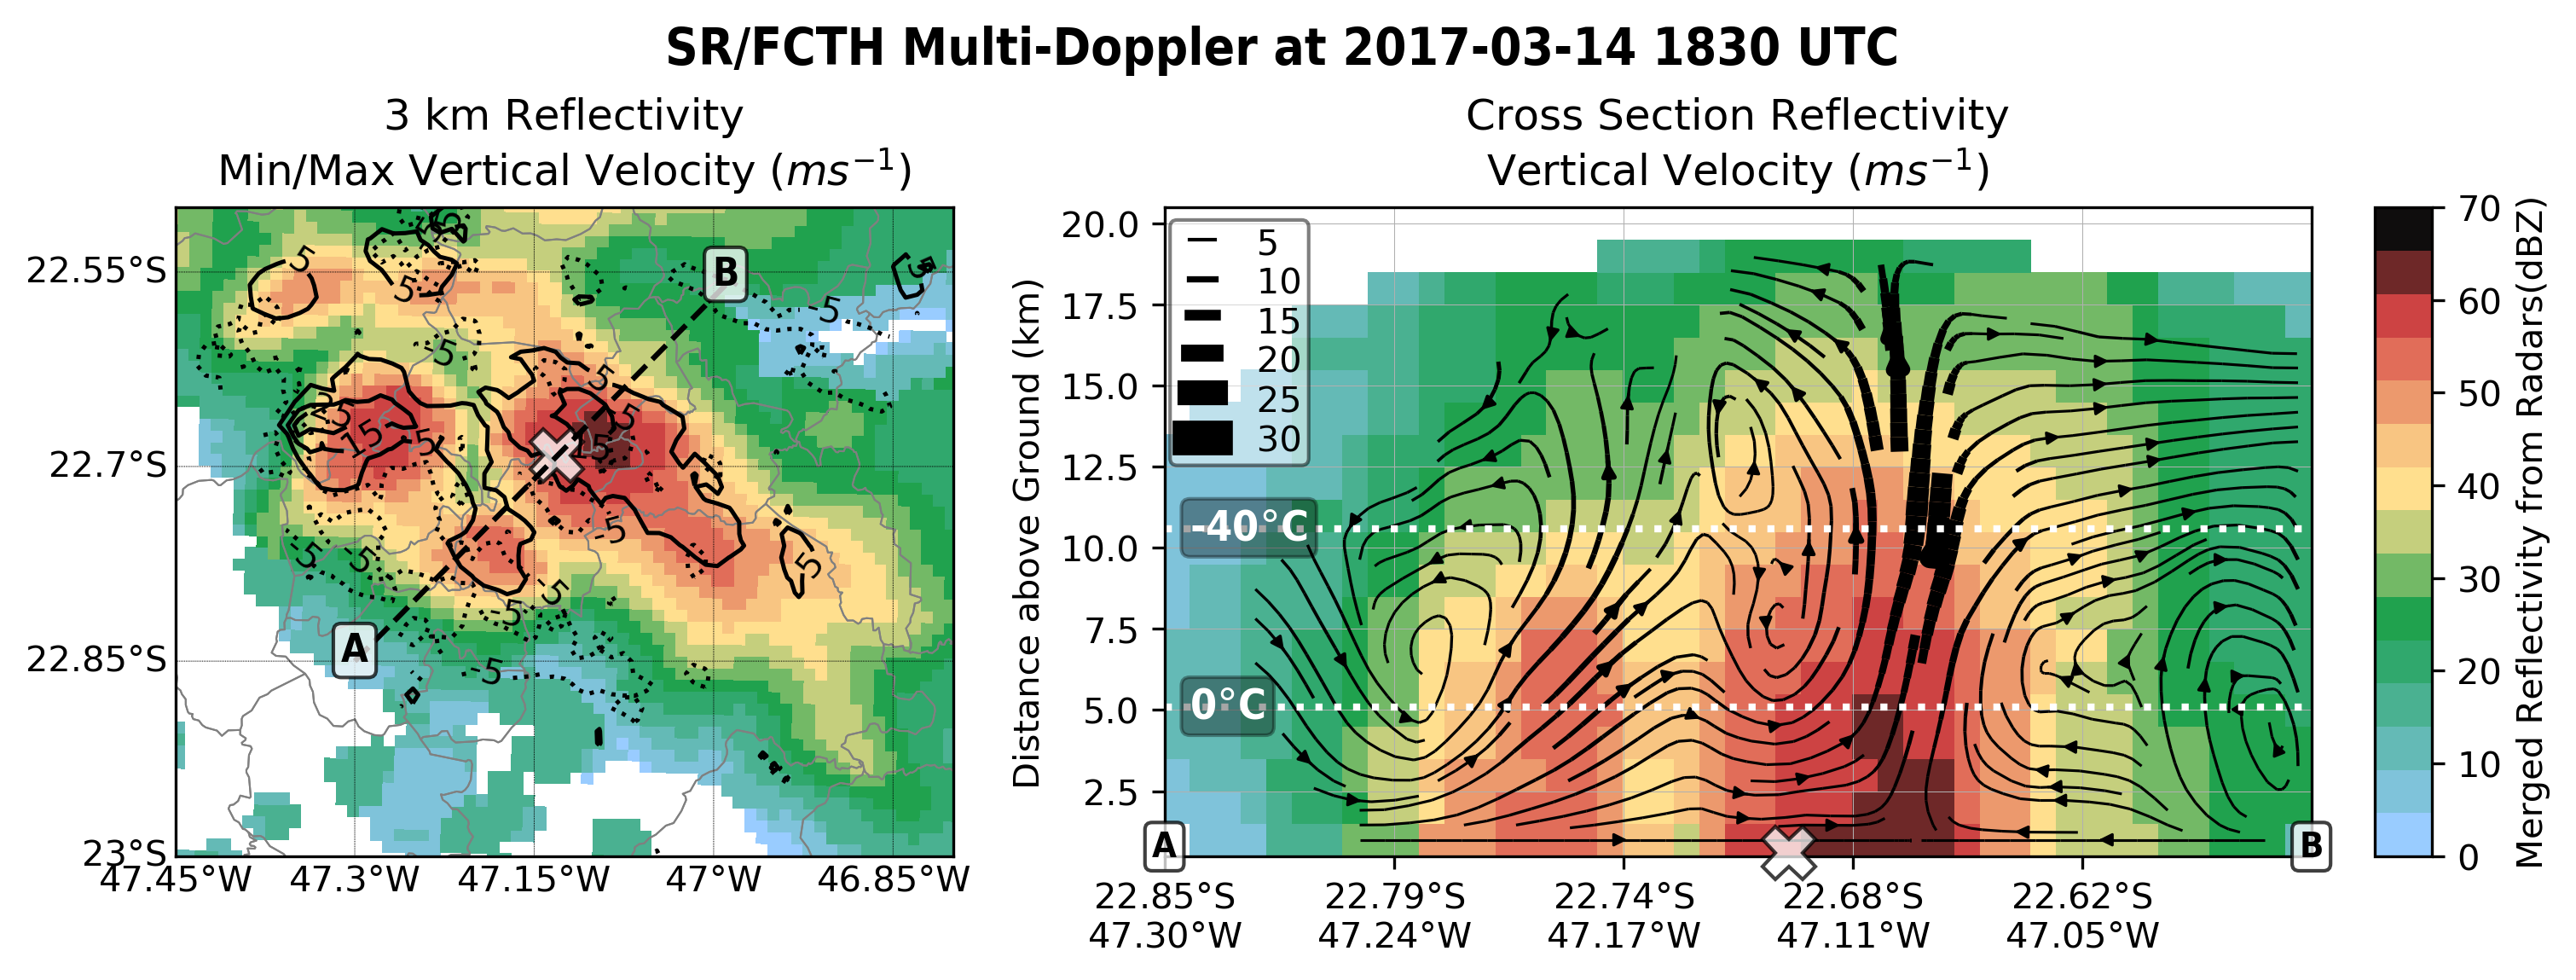 SR/FCTH Multi-Doppler at 2017-03-14 1830 UTC
3 km Reflectivity
Min/Max Vertical Velocity (ms⁻¹)
22.55°S
22.7°S
22.85°S
23°S
47.45°W 47.3°W 47.15°W 47°W 46.85°W
A
B
5
5
5
-5
-5
5
5
15
5
5
-5
-5
-5
-5
-5
-5
5
Cross Section Reflectivity
Vertical Velocity (ms⁻¹)
Distance above Ground (km)
20.0
17.5
15.0
12.5
10.0
7.5
5.0
2.5
5
10
15
20
25
30
-40°C
0°C
A
B
22.85°S 22.79°S 22.74°S 22.68°S 22.62°S
47.30°W 47.24°W 47.17°W 47.11°W 47.05°W
70
60
50
40
30
20
10
0
Merged Reflectivity from Radars(dBZ)